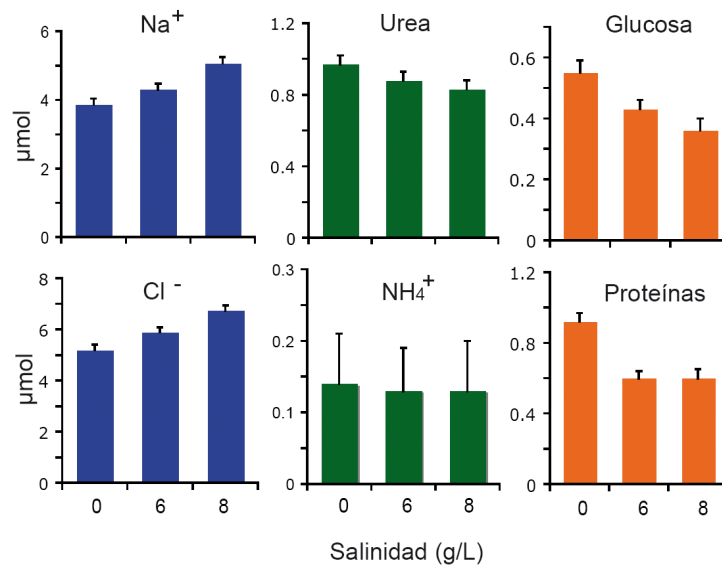 Na+
6
4
2
0
µmol
Urea
1.2
0.8
0.4
0
Glucosa
0.6
0.4
0.2
0
Cl -
8
6
4
2
0
µmol
0 6 8
NH4+
0.3
0.2
0.1
0
0 6 8
Proteínas
1.2
0.8
0.4
0
0 6 8
Salinidad (g/L)